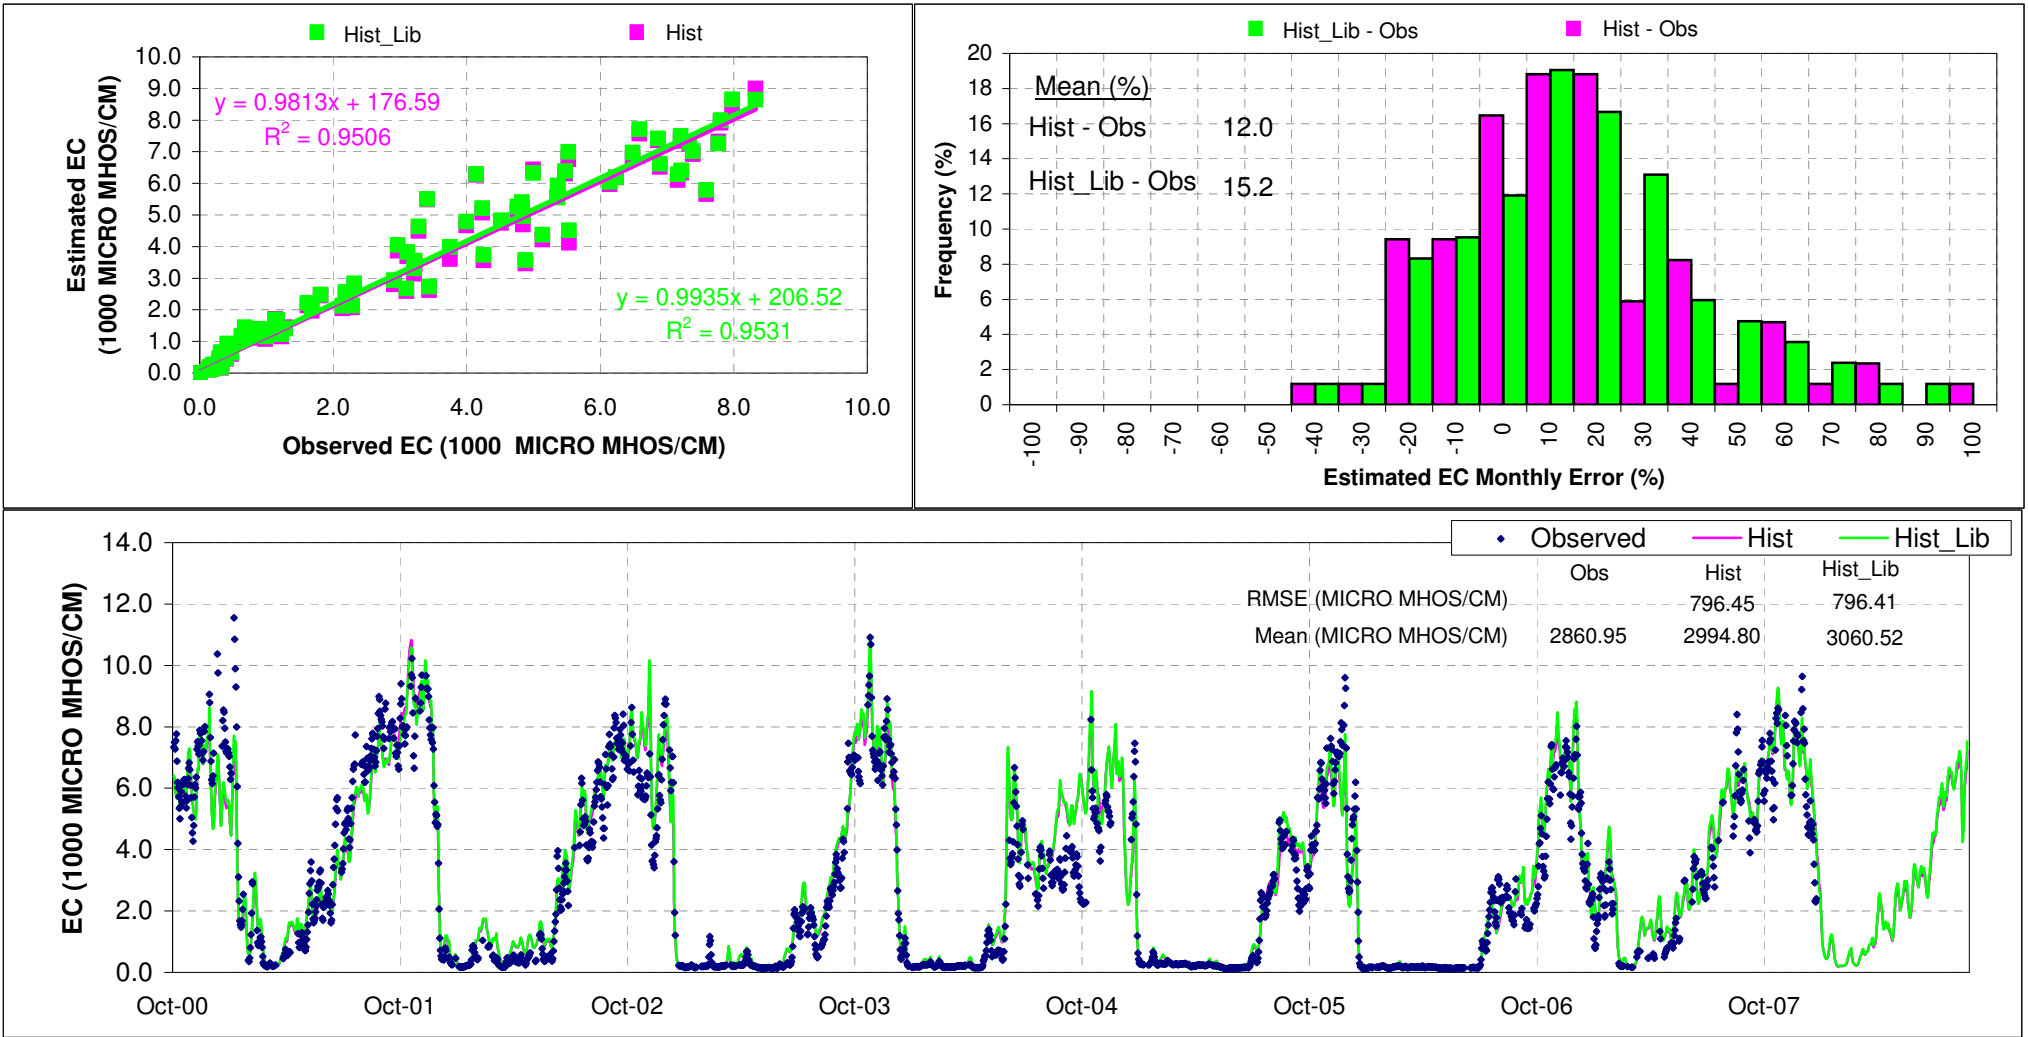 Hist_Lib Hist
10.0
9.0
8.0
7.0
6.0
5.0
4.0
3.0
2.0
1.0
0.0
Estimated EC
(1000 MICRO MHOS/CM)
y = 0.9813x + 176.59
R² = 0.9506
y = 0.9935x + 206.52
R² = 0.9531
0.0 2.0 4.0 6.0 8.0 10.0
Observed EC (1000 MICRO MHOS/CM)
Hist_Lib - Obs Hist - Obs
20
18
16
14
12
10
8
6
4
2
0
Frequency (%)
Mean (%)
Hist - Obs 12.0
Hist_Lib - Obs 15.2
-100 -90 -80 -70 -60 -50 -40 -30 -20 -10 0 10 20 30 40 50 60 70 80 90 100
Estimated EC Monthly Error (%)
14.0
12.0
10.0
8.0
6.0
4.0
2.0
0.0
EC (1000 MICRO MHOS/CM)
Observed Hist Hist_Lib
Obs Hist Hist_Lib
RMSE (MICRO MHOS/CM) 796.45 796.41
Mean (MICRO MHOS/CM) 2860.95 2994.80 3060.52
Oct-00 Oct-01 Oct-02 Oct-03 Oct-04 Oct-05 Oct-06 Oct-07